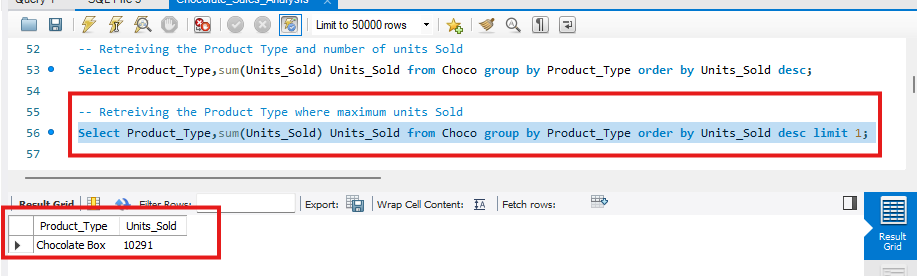 Query 1
SQL File 5
Chocolate_Sales_Analysis
Limit to 50000 rows
52 -- Retreiving the Product Type and number of units Sold
53 Select Product_Type,sum(Units_Sold) Units_Sold from Choco group by Product_Type order by Units_Sold desc;
54
55 -- Retreiving the Product Type where maximum units Sold
56 Select Product_Type,sum(Units_Sold) Units_Sold from Choco group by Product_Type order by Units_Sold desc limit 1;
57
Result Grid Filter Rows: Export: Wrap Cell Content: IA Fetch rows:
Product_Type Units_Sold
Chocolate Box 10291
Result
Grid